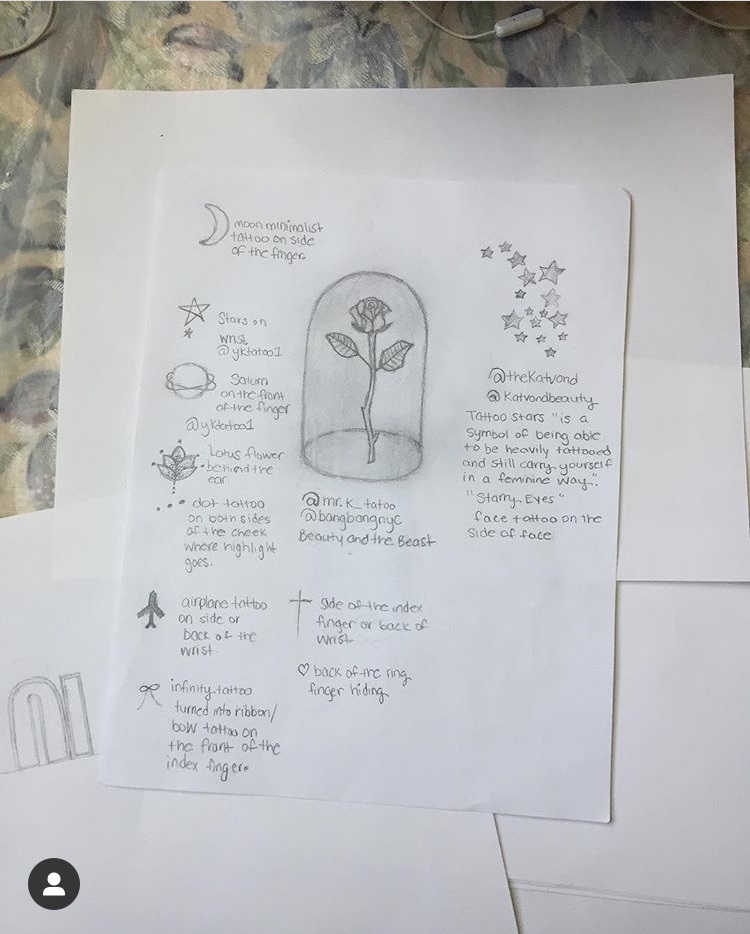 moon minimalist
tattoo on side
of the finger.
Stars on
wrist
@yktatoo1
Saturn
on the front
of the finger
@yktatoo1
Lotus flower
behind the
ear
dot tattoo
on both sides
of the cheek
where highlight
goes.
airplane tattoo
on side or
back of the
wrist
infinity tattoo
turned into ribbon/
bow tattoo on
the front of the
index finger.
@mr.k_tatoo
@bangbangnyc
Beauty and the Beast
side of the index
finger or back of
wrist
back of the ring
finger hiding
@thekatvond
@katvondbeauty
Tattoo stars "is a
symbol of being able
to be heavily tattooed
and still carry yourself
in a feminine way".
"Starry Eyes"
face tattoo on the
side of face